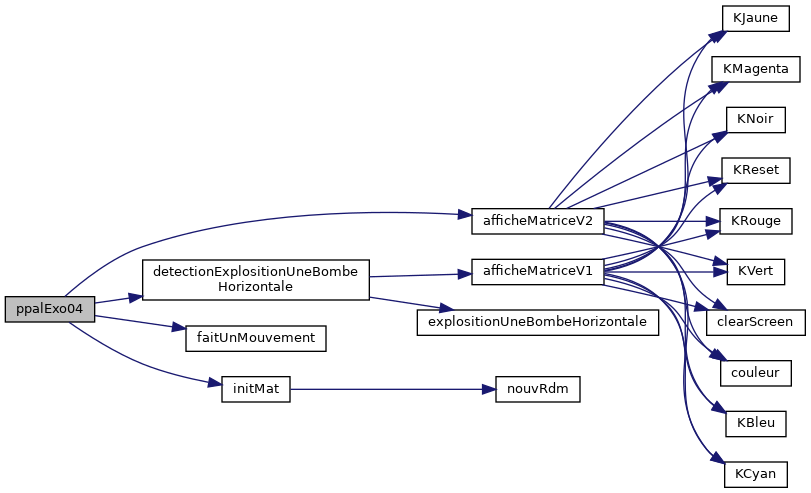 ppalExo04
afficheMatriceV2
detectionExplositionUneBombe
Horizontale
afficheMatriceV1
explositionUneBombeHorizontale
faitUnMouvement
initMat
nouvRdm
KJaune
KMagenta
KNoir
KReset
KRouge
KVert
clearScreen
couleur
KBleu
KCyan